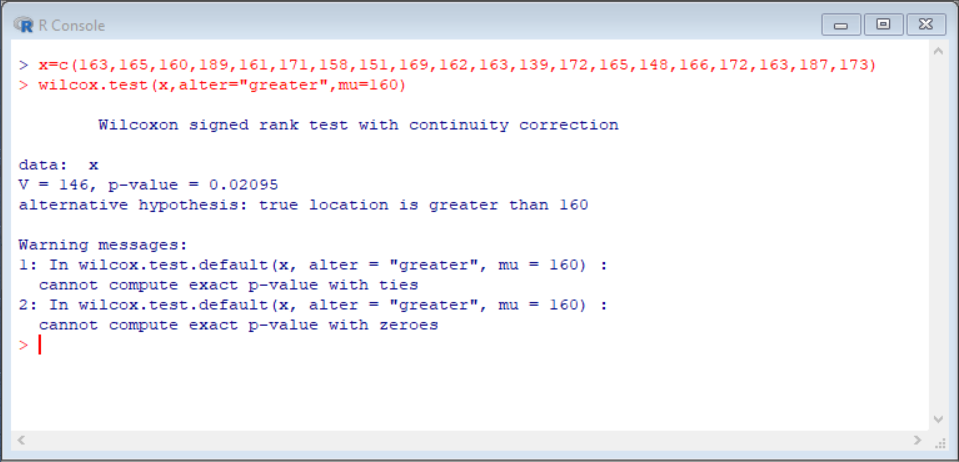 R Console
> x=c(163,165,160,189,161,171,158,151,169,162,163,139,172,165,148,166,172,163,187,173)
> wilcox.test(x,alter="greater",mu=160)
Wilcoxon signed rank test with continuity correction
data:  x
V = 146, p-value = 0.02095
alternative hypothesis: true location is greater than 160
Warning messages:
1: In wilcox.test.default(x, alter = "greater", mu = 160) :
cannot compute exact p-value with ties
2: In wilcox.test.default(x, alter = "greater", mu = 160) :
cannot compute exact p-value with zeroes
>